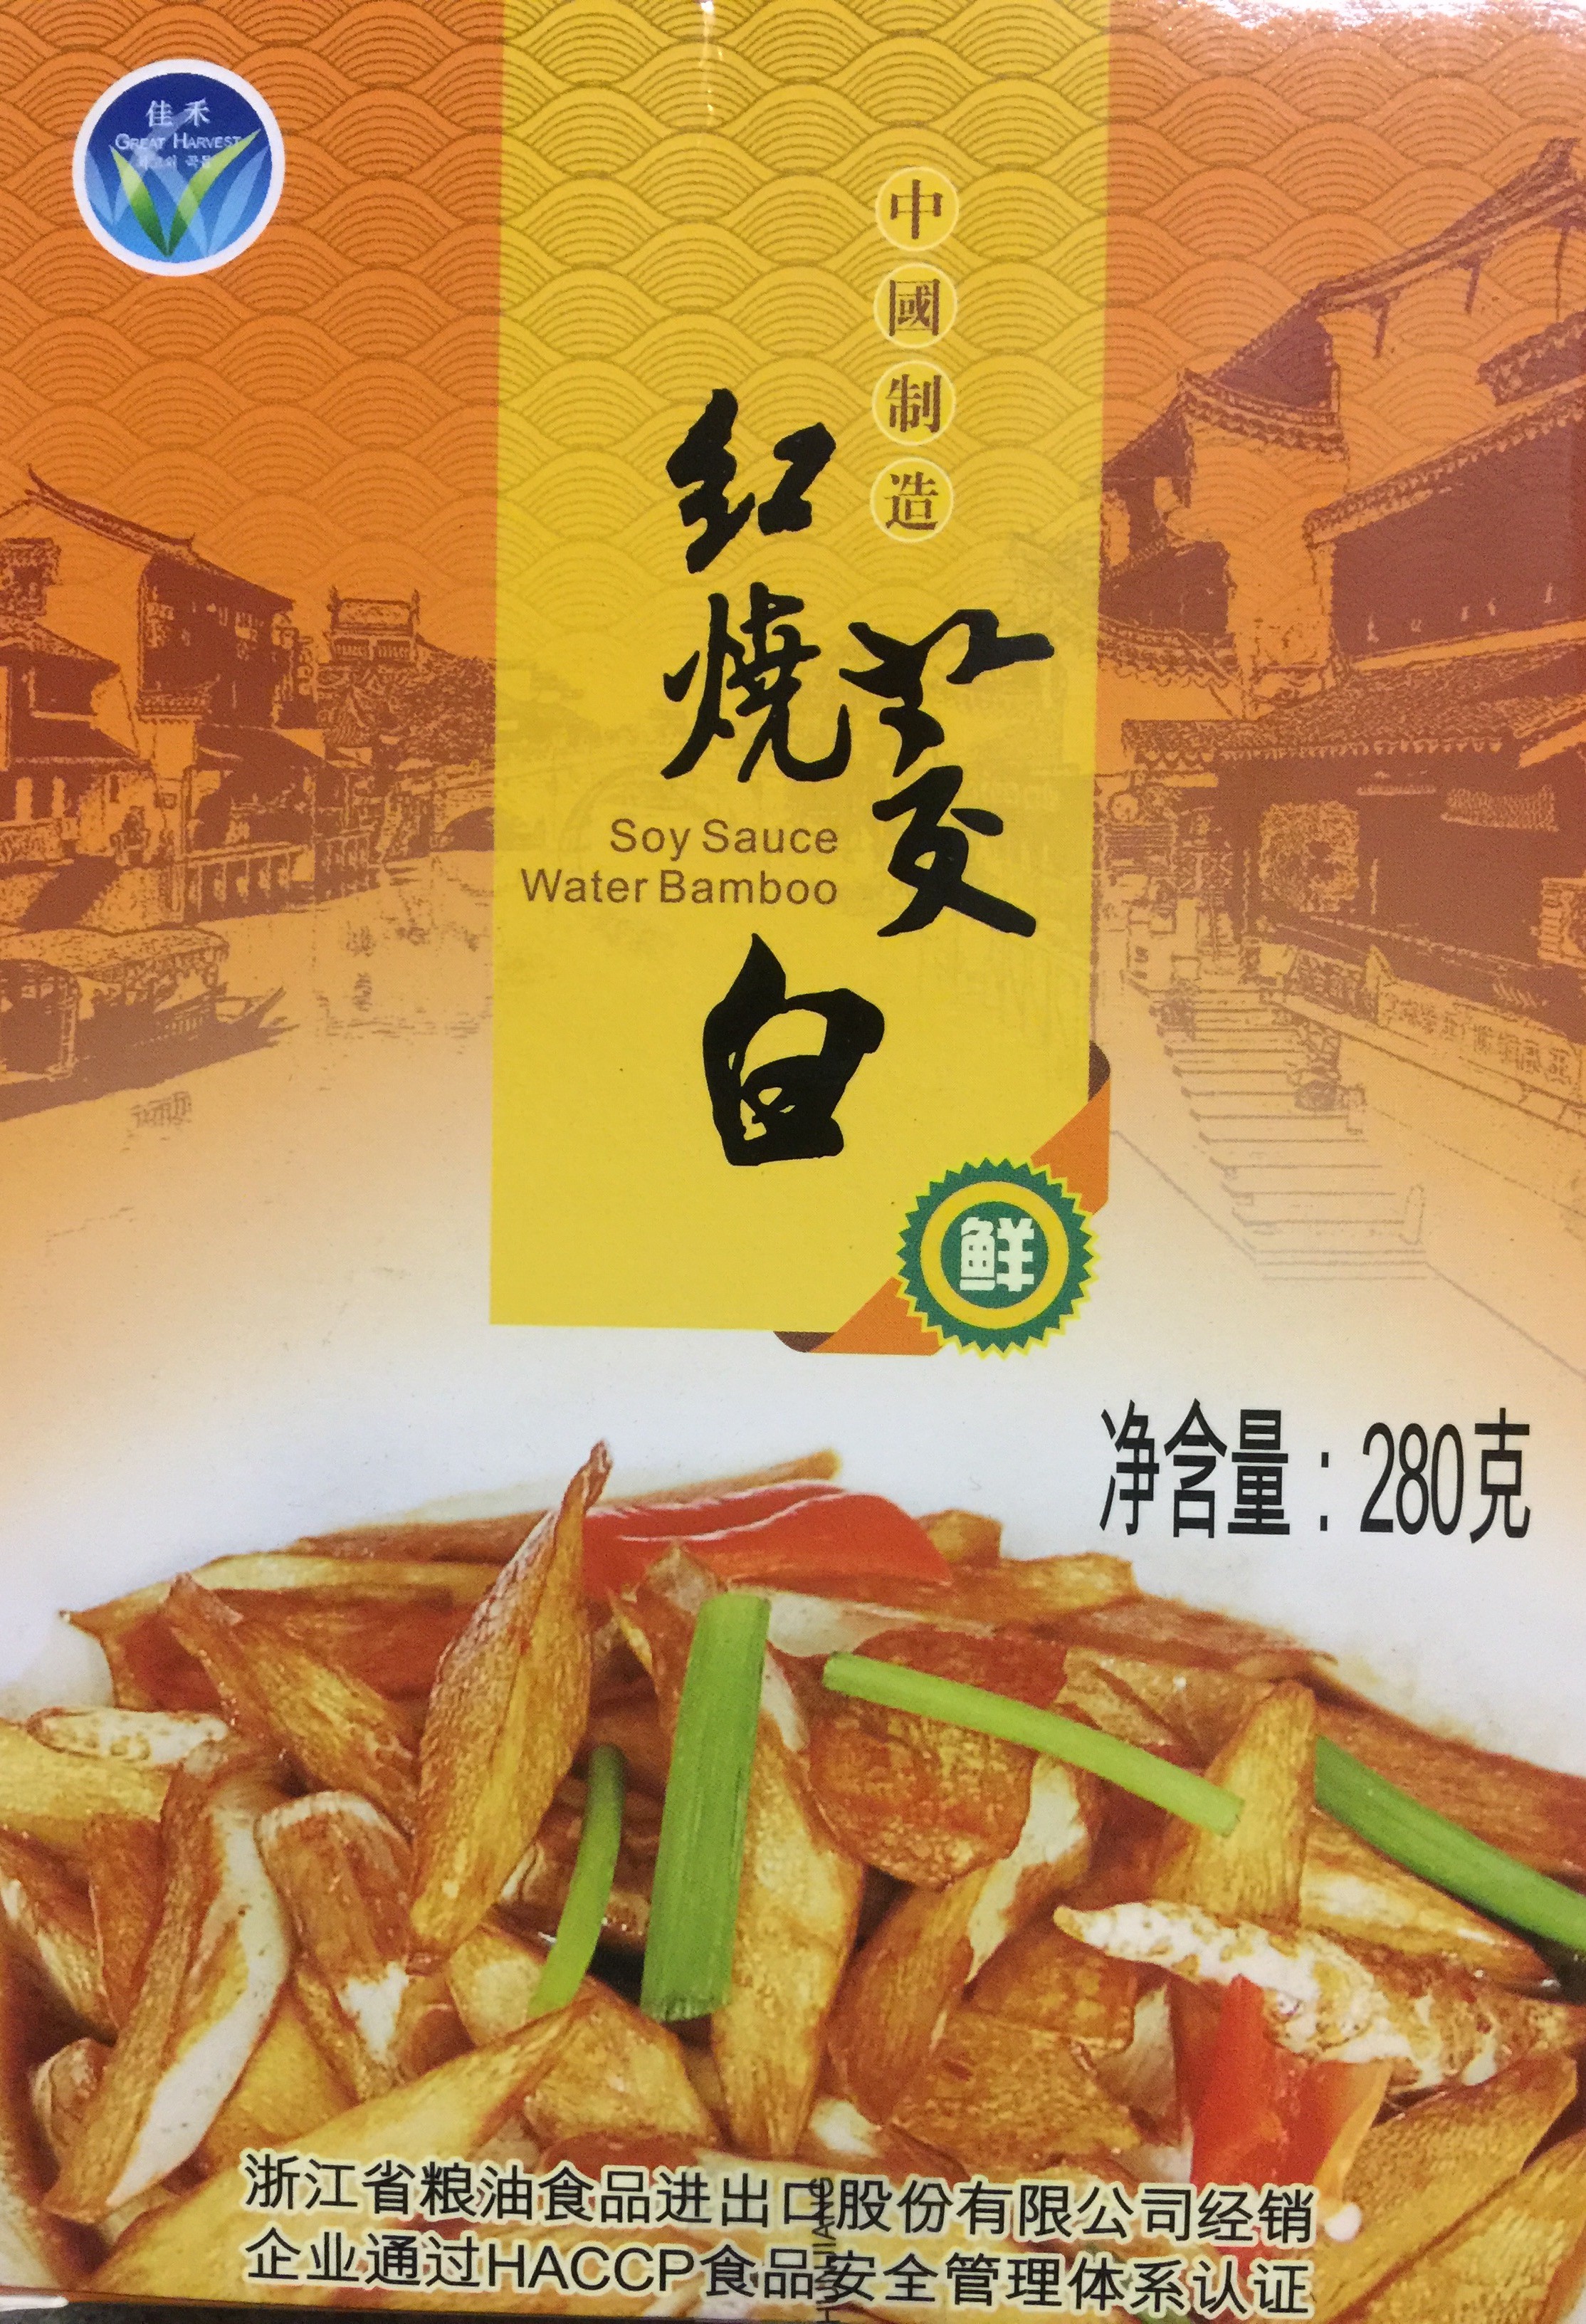 佳禾
GREAT HARVEST
中國制造
红燒
茭白
Soy Sauce
Water Bamboo
鮮
净含量：280克
浙江省粮油食品进出口股份有限公司经销
企业通过HACCP食品安全管理体系认证